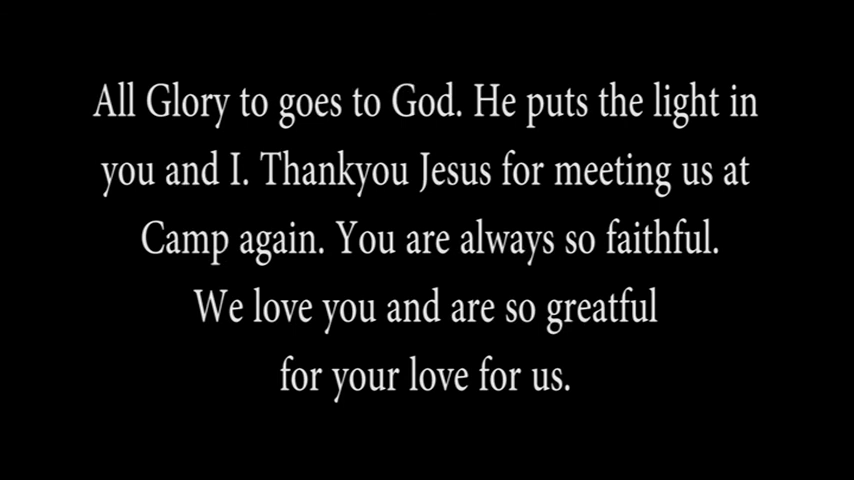 All Glory to goes to God. He puts the light in
you and I. Thankyou Jesus for meeting us at
Camp again. You are always so faithful.
We love you and are so greatful
for your love for us.